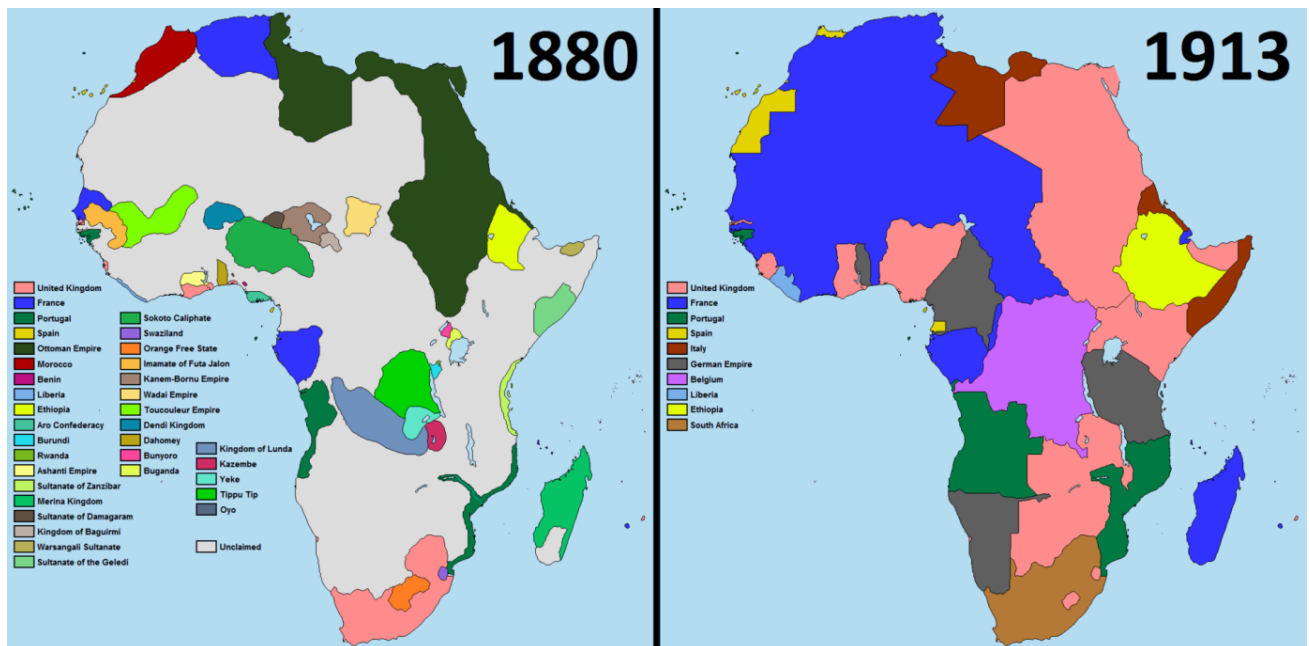 1880
United Kingdom
France
Portugal
Spain
Ottoman Empire
Morocco
Benin
Liberia
Ethiopia
Aro Confederacy
Burundi
Rwanda
Ashanti Empire
Sultanate of Zanzibar
Merina Kingdom
Sultanate of Damagaram
Kingdom of Baguirmi
Warsangali Sultanate
Sultanate of the Geledi
Sokoto Caliphate
Swaziland
Orange Free State
Imamate of Futa Jalon
Kanem-Bornu Empire
Wadai Empire
Toucouleur Empire
Dendi Kingdom
Dahomey
Bunyoro
Buganda
Kingdom of Lunda
Kazembe
Yeke
Tippu Tip
Oyo
Unclaimed
1913
United Kingdom
France
Portugal
Spain
Italy
German Empire
Belgium
Liberia
Ethiopia
South Africa